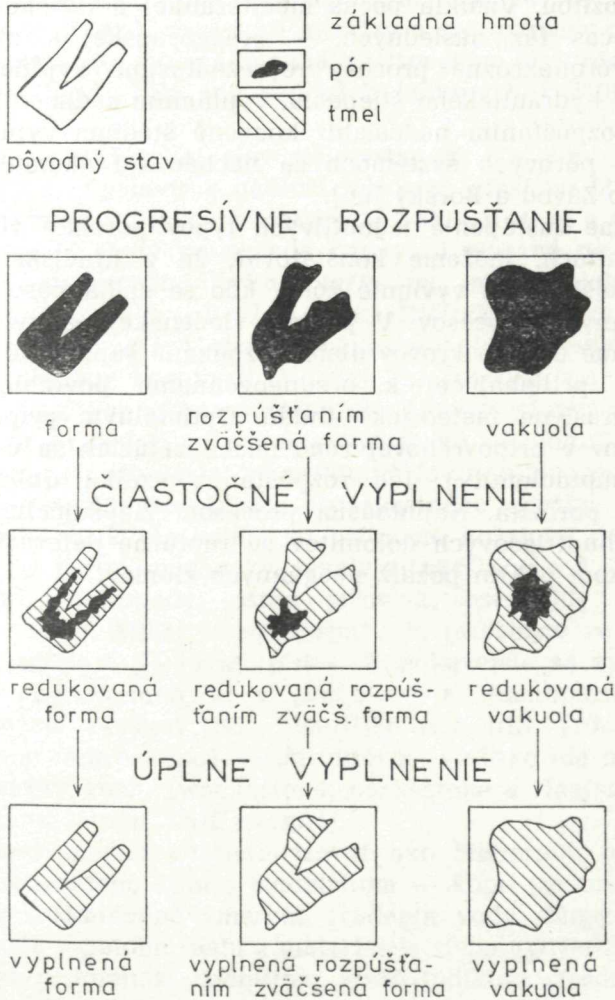 základná hmota
pór
tmel
pôvodný stav
PROGRESÍVNE ROZPÚŠŤANIE
forma
rozpúšťaním
zväčšená forma
vakuola
ČIASTOČNÉ VYPLNENIE
redukovaná
forma
redukovaná rozpúš-
ťaním zväčš. forma
redukovaná
vakuola
ÚPLNÉ VYPLNENIE
vyplnená
forma
vyplnená rozpúšťa-
ním zväčšená forma
vyplnená
vakuola